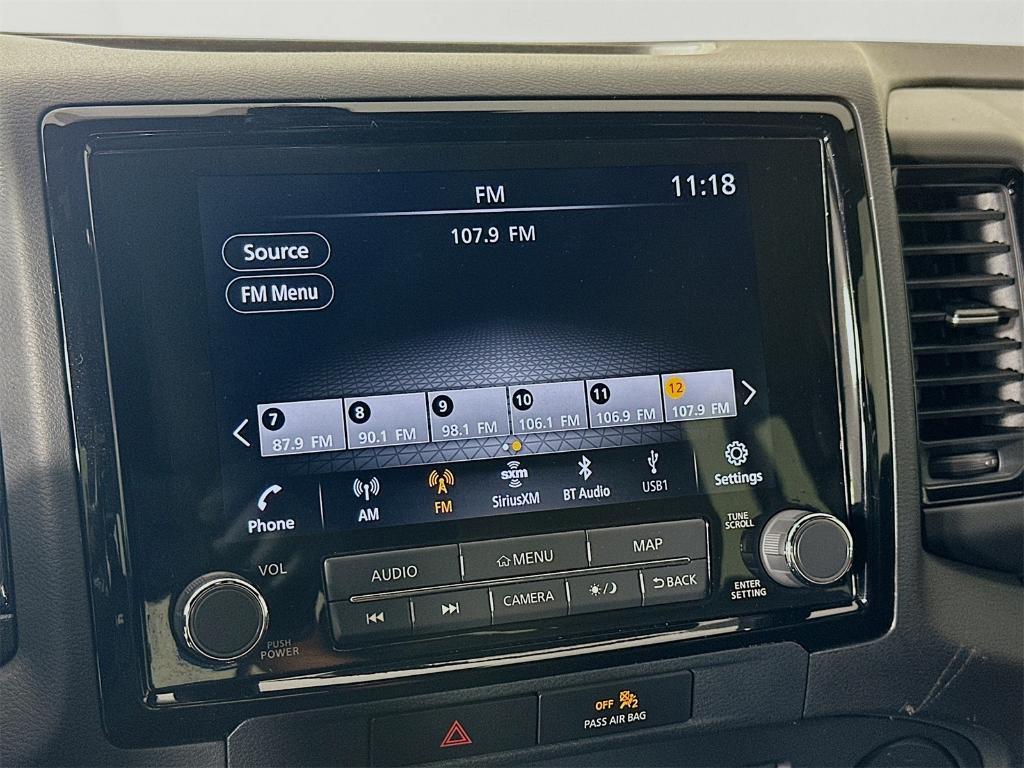 FM
11:18
107.9 FM
Source
FM Menu
7
8
9
10
11
12
87.9 FM
90.1 FM
98.1 FM
106.1 FM
106.9 FM
107.9 FM
Phone
AM
FM
sxm
SiriusXM
BT Audio
USB1
Settings
VOL
PUSH
POWER
AUDIO
MENU
MAP
CAMERA
/
BACK
TUNE
SCROLL
ENTER
SETTING
OFF 2
PASS AIR BAG